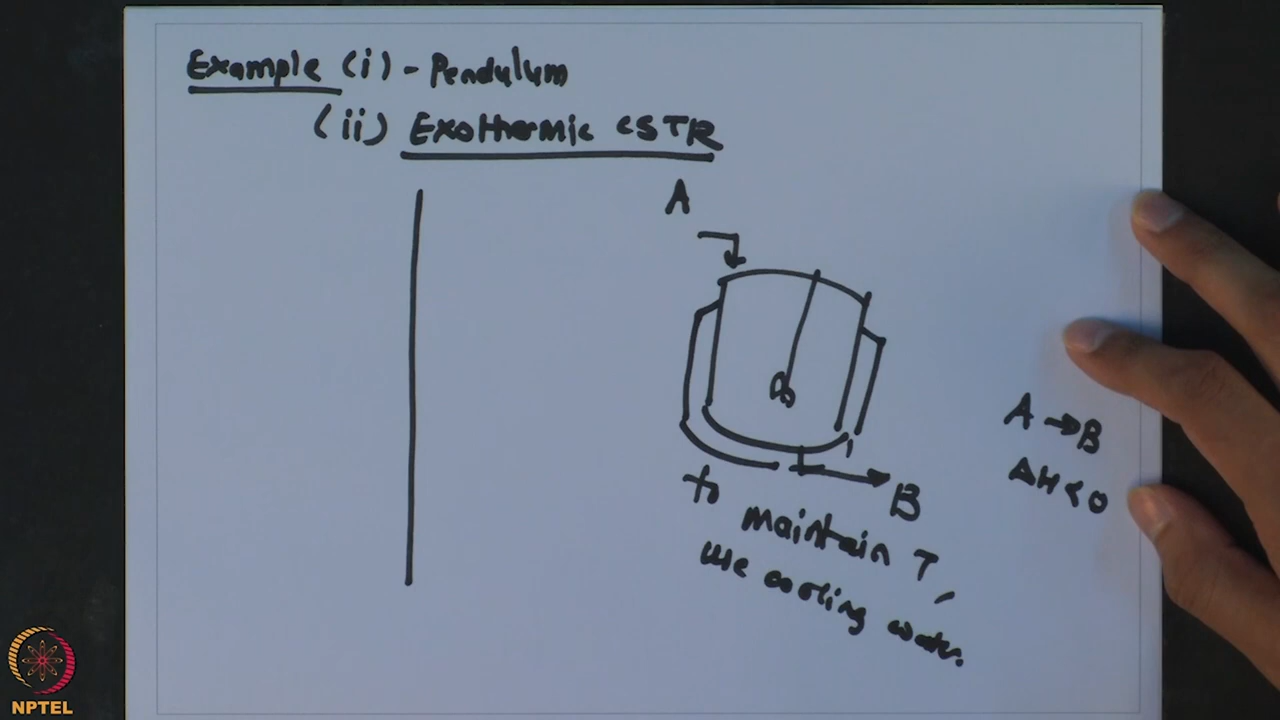 Example (i) - Pendulum
(ii) Exothermic CSTR
A
A → B
ΔH < 0
B
to maintain T,
use cooling water.
NPTEL